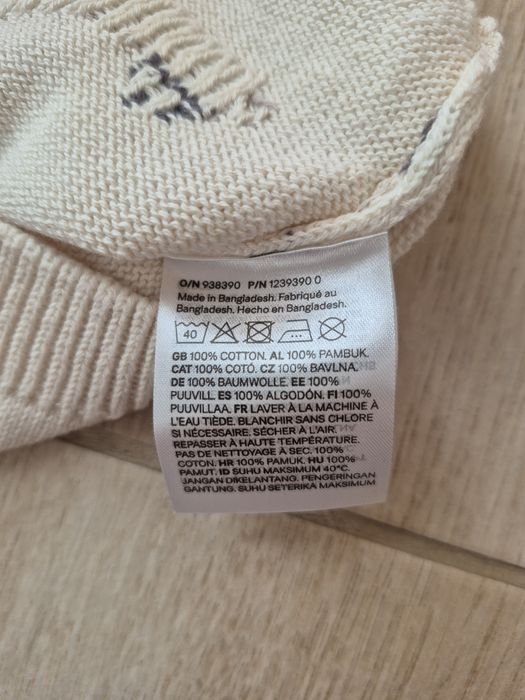 O/N 938390 P/N 1239390 0
Made in Bangladesh. Fabriqué au
Bangladesh. Hecho en Bangladesh.
40
GB 100% COTTON. AL 100% PAMBUK.
CAT 100% COTÓ. CZ 100% BAVLNA.
DE 100% BAUMWOLLE. EE 100%
PUUVILL. ES 100% ALGODÓN. FI 100%
PUUVILLAA. FR LAVER À LA MACHINE À
L'EAU TIÈDE. BLANCHIR SANS CHLORE
SI NÉCESSAIRE. SÉCHER À L'AIR.
REPASSER À HAUTE TEMPÉRATURE.
PAS DE NETTOYAGE À SEC. 100%
COTON. HR 100% PAMUK. HU 100%
PAMUT. ID SUHU MAKSIMUM 40°C.
JANGAN DIKELANTANG. PENGERINGAN
GANTUNG. SUHU SETERIKA MAKSIMUM